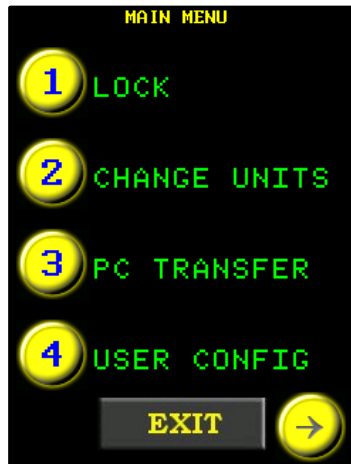 MAIN MENU
1 LOCK
2 CHANGE UNITS
3 PC TRANSFER
4 USER CONFIG
EXIT →